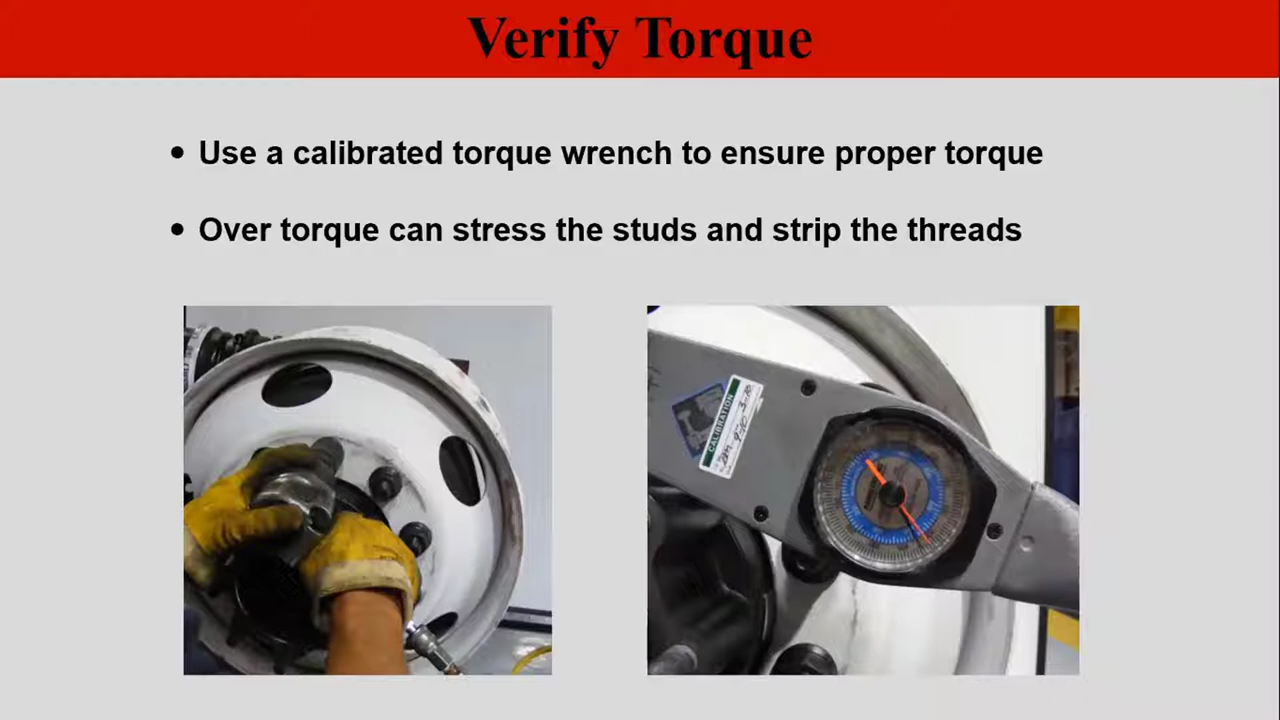 Verify Torque
• Use a calibrated torque wrench to ensure proper torque
• Over torque can stress the studs and strip the threads
CALIBRATION